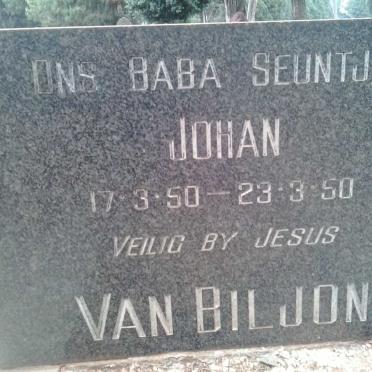 ONS BABA SEUNTJ
JOHAN
17·3·50 — 23·3·50
VEILIG BY JESUS
VAN BILJON